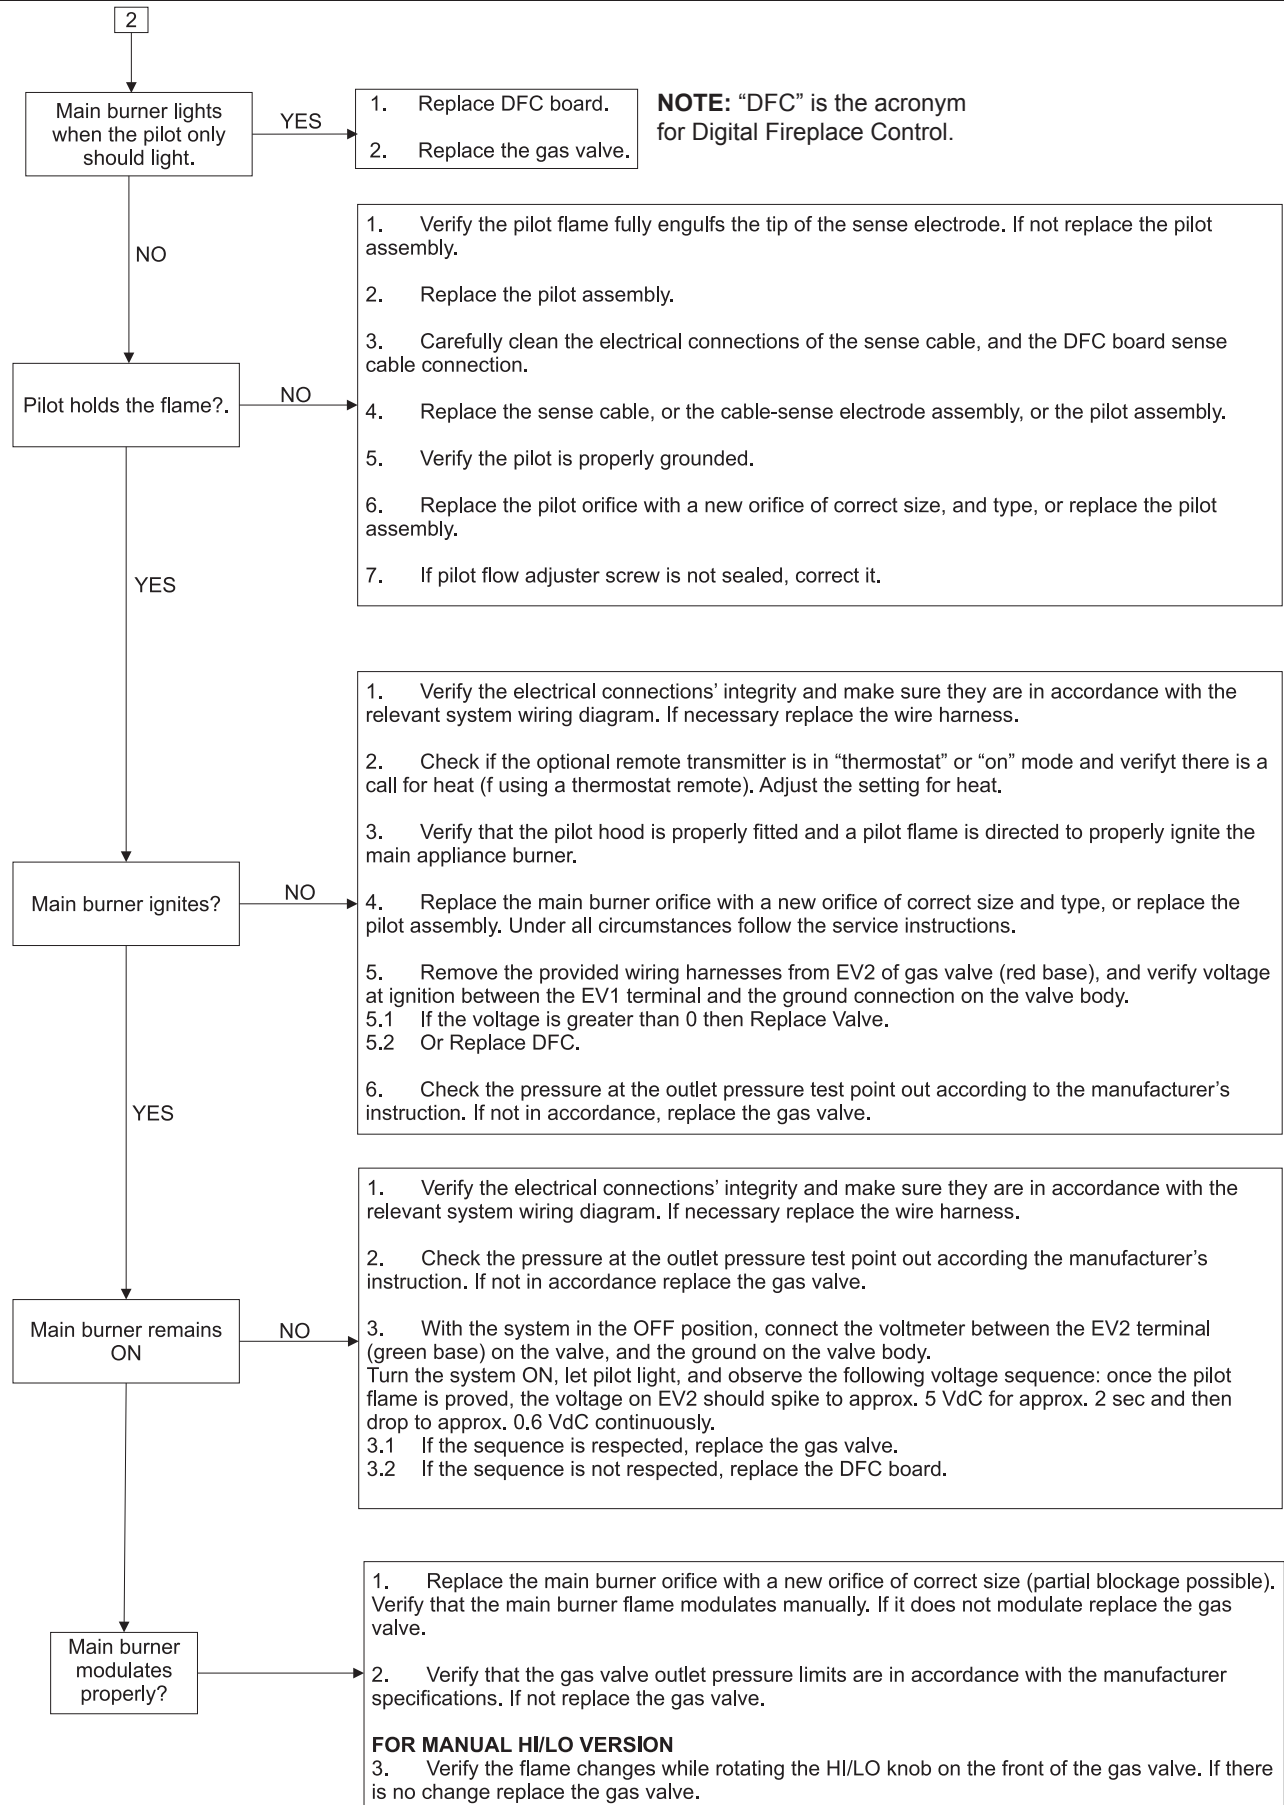 2
Main burner lights
when the pilot only
should light.
YES
1. Replace DFC board.
2. Replace the gas valve.
NOTE: “DFC” is the acronym
for Digital Fireplace Control.
NO
Pilot holds the flame?.
NO
1. Verify the pilot flame fully engulfs the tip of the sense electrode. If not replace the pilot
assembly.
2. Replace the pilot assembly.
3. Carefully clean the electrical connections of the sense cable, and the DFC board sense
cable connection.
4. Replace the sense cable, or the cable-sense electrode assembly, or the pilot assembly.
5. Verify the pilot is properly grounded.
6. Replace the pilot orifice with a new orifice of correct size, and type, or replace the pilot
assembly.
7. If pilot flow adjuster screw is not sealed, correct it.
YES
Main burner ignites?
NO
1. Verify the electrical connections’ integrity and make sure they are in accordance with the
relevant system wiring diagram. If necessary replace the wire harness.
2. Check if the optional remote transmitter is in “thermostat” or “on” mode and verifyt there is a
call for heat (f using a thermostat remote). Adjust the setting for heat.
3. Verify that the pilot hood is properly fitted and a pilot flame is directed to properly ignite the
main appliance burner.
4. Replace the main burner orifice with a new orifice of correct size and type, or replace the
pilot assembly. Under all circumstances follow the service instructions.
5. Remove the provided wiring harnesses from EV2 of gas valve (red base), and verify voltage
at ignition between the EV1 terminal and the ground connection on the valve body.
5.1 If the voltage is greater than 0 then Replace Valve.
5.2 Or Replace DFC.
6. Check the pressure at the outlet pressure test point out according to the manufacturer’s
instruction. If not in accordance, replace the gas valve.
YES
Main burner remains
ON
NO
1. Verify the electrical connections’ integrity and make sure they are in accordance with the
relevant system wiring diagram. If necessary replace the wire harness.
2. Check the pressure at the outlet pressure test point out according the manufacturer’s
instruction. If not in accordance replace the gas valve.
3. With the system in the OFF position, connect the voltmeter between the EV2 terminal
(green base) on the valve, and the ground on the valve body.
Turn the system ON, let pilot light, and observe the following voltage sequence: once the pilot
flame is proved, the voltage on EV2 should spike to approx. 5 VdC for approx. 2 sec and then
drop to approx. 0.6 VdC continuously.
3.1 If the sequence is respected, replace the gas valve.
3.2 If the sequence is not respected, replace the DFC board.
Main burner
modulates
properly?
1. Replace the main burner orifice with a new orifice of correct size (partial blockage possible).
Verify that the main burner flame modulates manually. If it does not modulate replace the gas
valve.
2. Verify that the gas valve outlet pressure limits are in accordance with the manufacturer
specifications. If not replace the gas valve.
FOR MANUAL HI/LO VERSION
3. Verify the flame changes while rotating the HI/LO knob on the front of the gas valve. If there
is no change replace the gas valve.